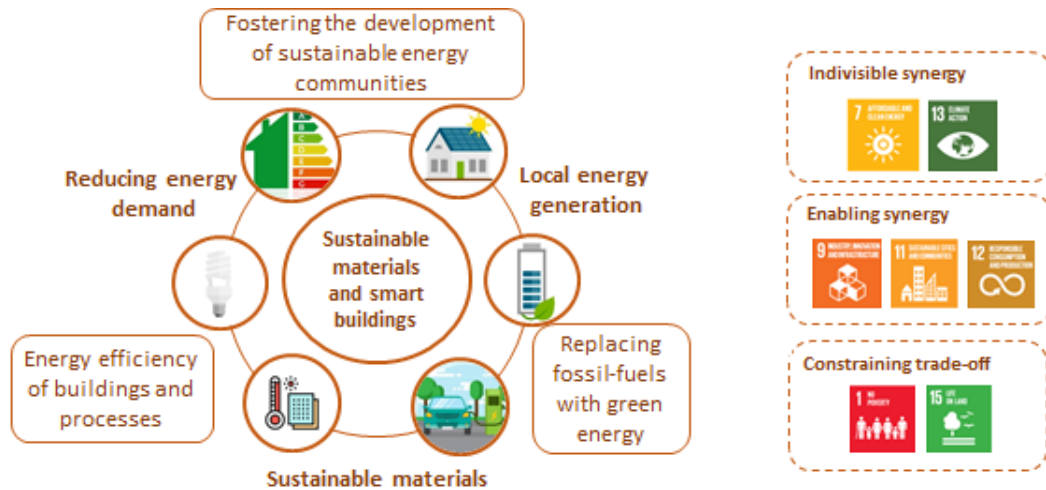 Fostering the development
of sustainable energy
communities
A
B
C
D
E
F
G
Reducing energy
demand
Local energy
generation
Sustainable
materials
and smart
buildings
Energy efficiency
of buildings and
processes
Replacing
fossil-fuels
with green
energy
Sustainable materials
Indivisible synergy
7 AFFORDABLE AND
CLEAN ENERGY
13 CLIMATE
ACTION
Enabling synergy
9 INDUSTRY, INNOVATION
AND INFRASTRUCTURE
11 SUSTAINABLE CITIES
AND COMMUNITIES
12 RESPONSIBLE
CONSUMPTION
AND PRODUCTION
Constraining trade-off
1 NO
POVERTY
15 LIFE
ON LAND